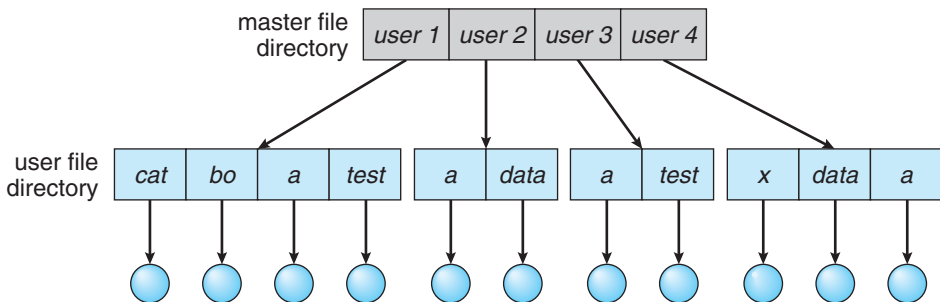 master file
directory
user 1 user 2 user 3 user 4
user file
directory
cat bo a test a data a test x data a